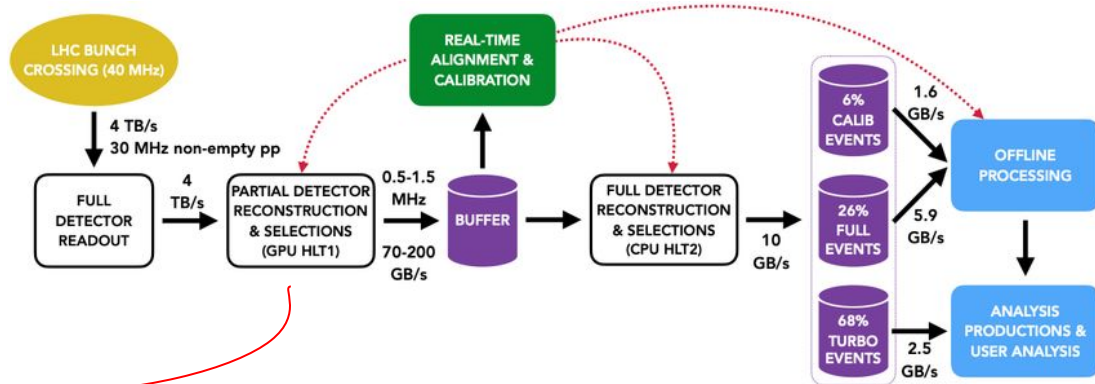 LHC BUNCH
CROSSING (40 MHz)
4 TB/s
30 MHz non-empty pp
FULL
DETECTOR
READOUT
4
TB/s
PARTIAL DETECTOR
RECONSTRUCTION
& SELECTIONS
(GPU HLT1)
REAL-TIME
ALIGNMENT &
CALIBRATION
0.5-1.5
MHz
70-200
GB/s
BUFFER
FULL DETECTOR
RECONSTRUCTION
& SELECTIONS
(CPU HLT2)
10
GB/s
6%
CALIB
EVENTS
1.6
GB/s
26%
FULL
EVENTS
5.9
GB/s
68%
TURBO
EVENTS
2.5
GB/s
OFFLINE
PROCESSING
ANALYSIS
PRODUCTIONS &
USER ANALYSIS